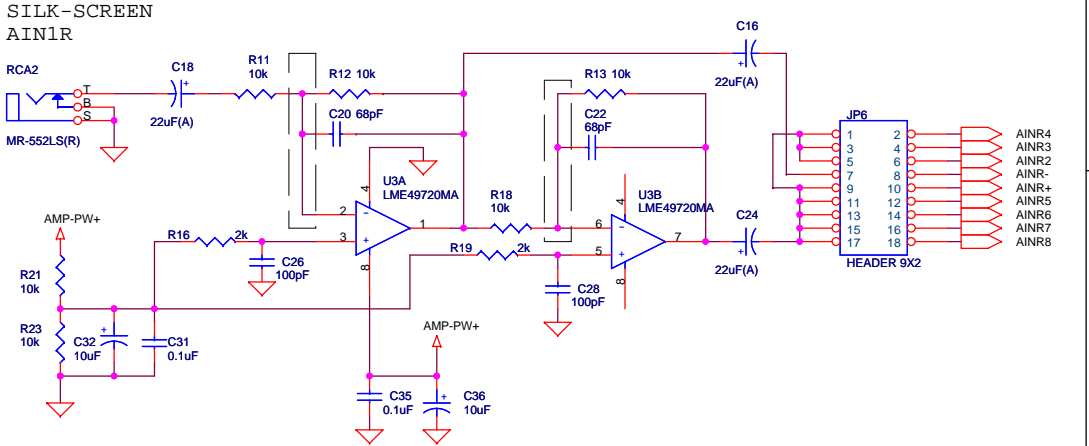 SILK-SCREEN
AIN1R
RCA2
T
B
S
MR-552LS(R)
C18
22uF(A)
R11
10k
R12 10k
C20 68pF
4
U3A
LME49720MA
2
3
1
8
-
+
C16
22uF(A)
R13 10k
C22
68pF
R18
10k
R19
2k
U3B
LME49720MA
4
6
5
7
8
-
+
C24
22uF(A)
C28
100pF
JP6
1 2
3 4
5 6
7 8
9 10
11 12
13 14
15 16
17 18
HEADER 9X2
AINR4
AINR3
AINR2
AINR-
AINR+
AINR5
AINR6
AINR7
AINR8
AMP-PW+
R16
2k
C26
100pF
R21
10k
R23
10k
C32
10uF
C31
0.1uF
AMP-PW+
C35
0.1uF
C36
10uF